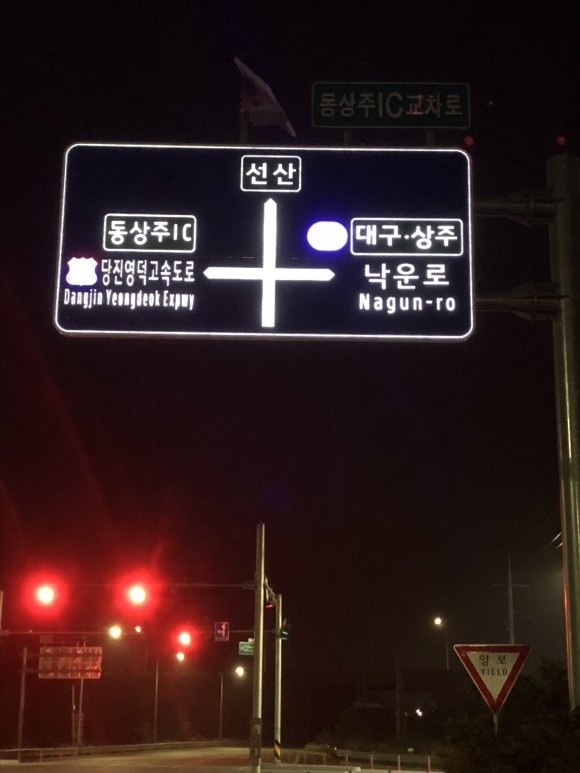 동상주IC교차로
선산
동상주IC
대구·상주
당진영덕고속도로
낙운로
Dangjin Yeongdeok Expwy
Nagun-ro
양보
YIELD